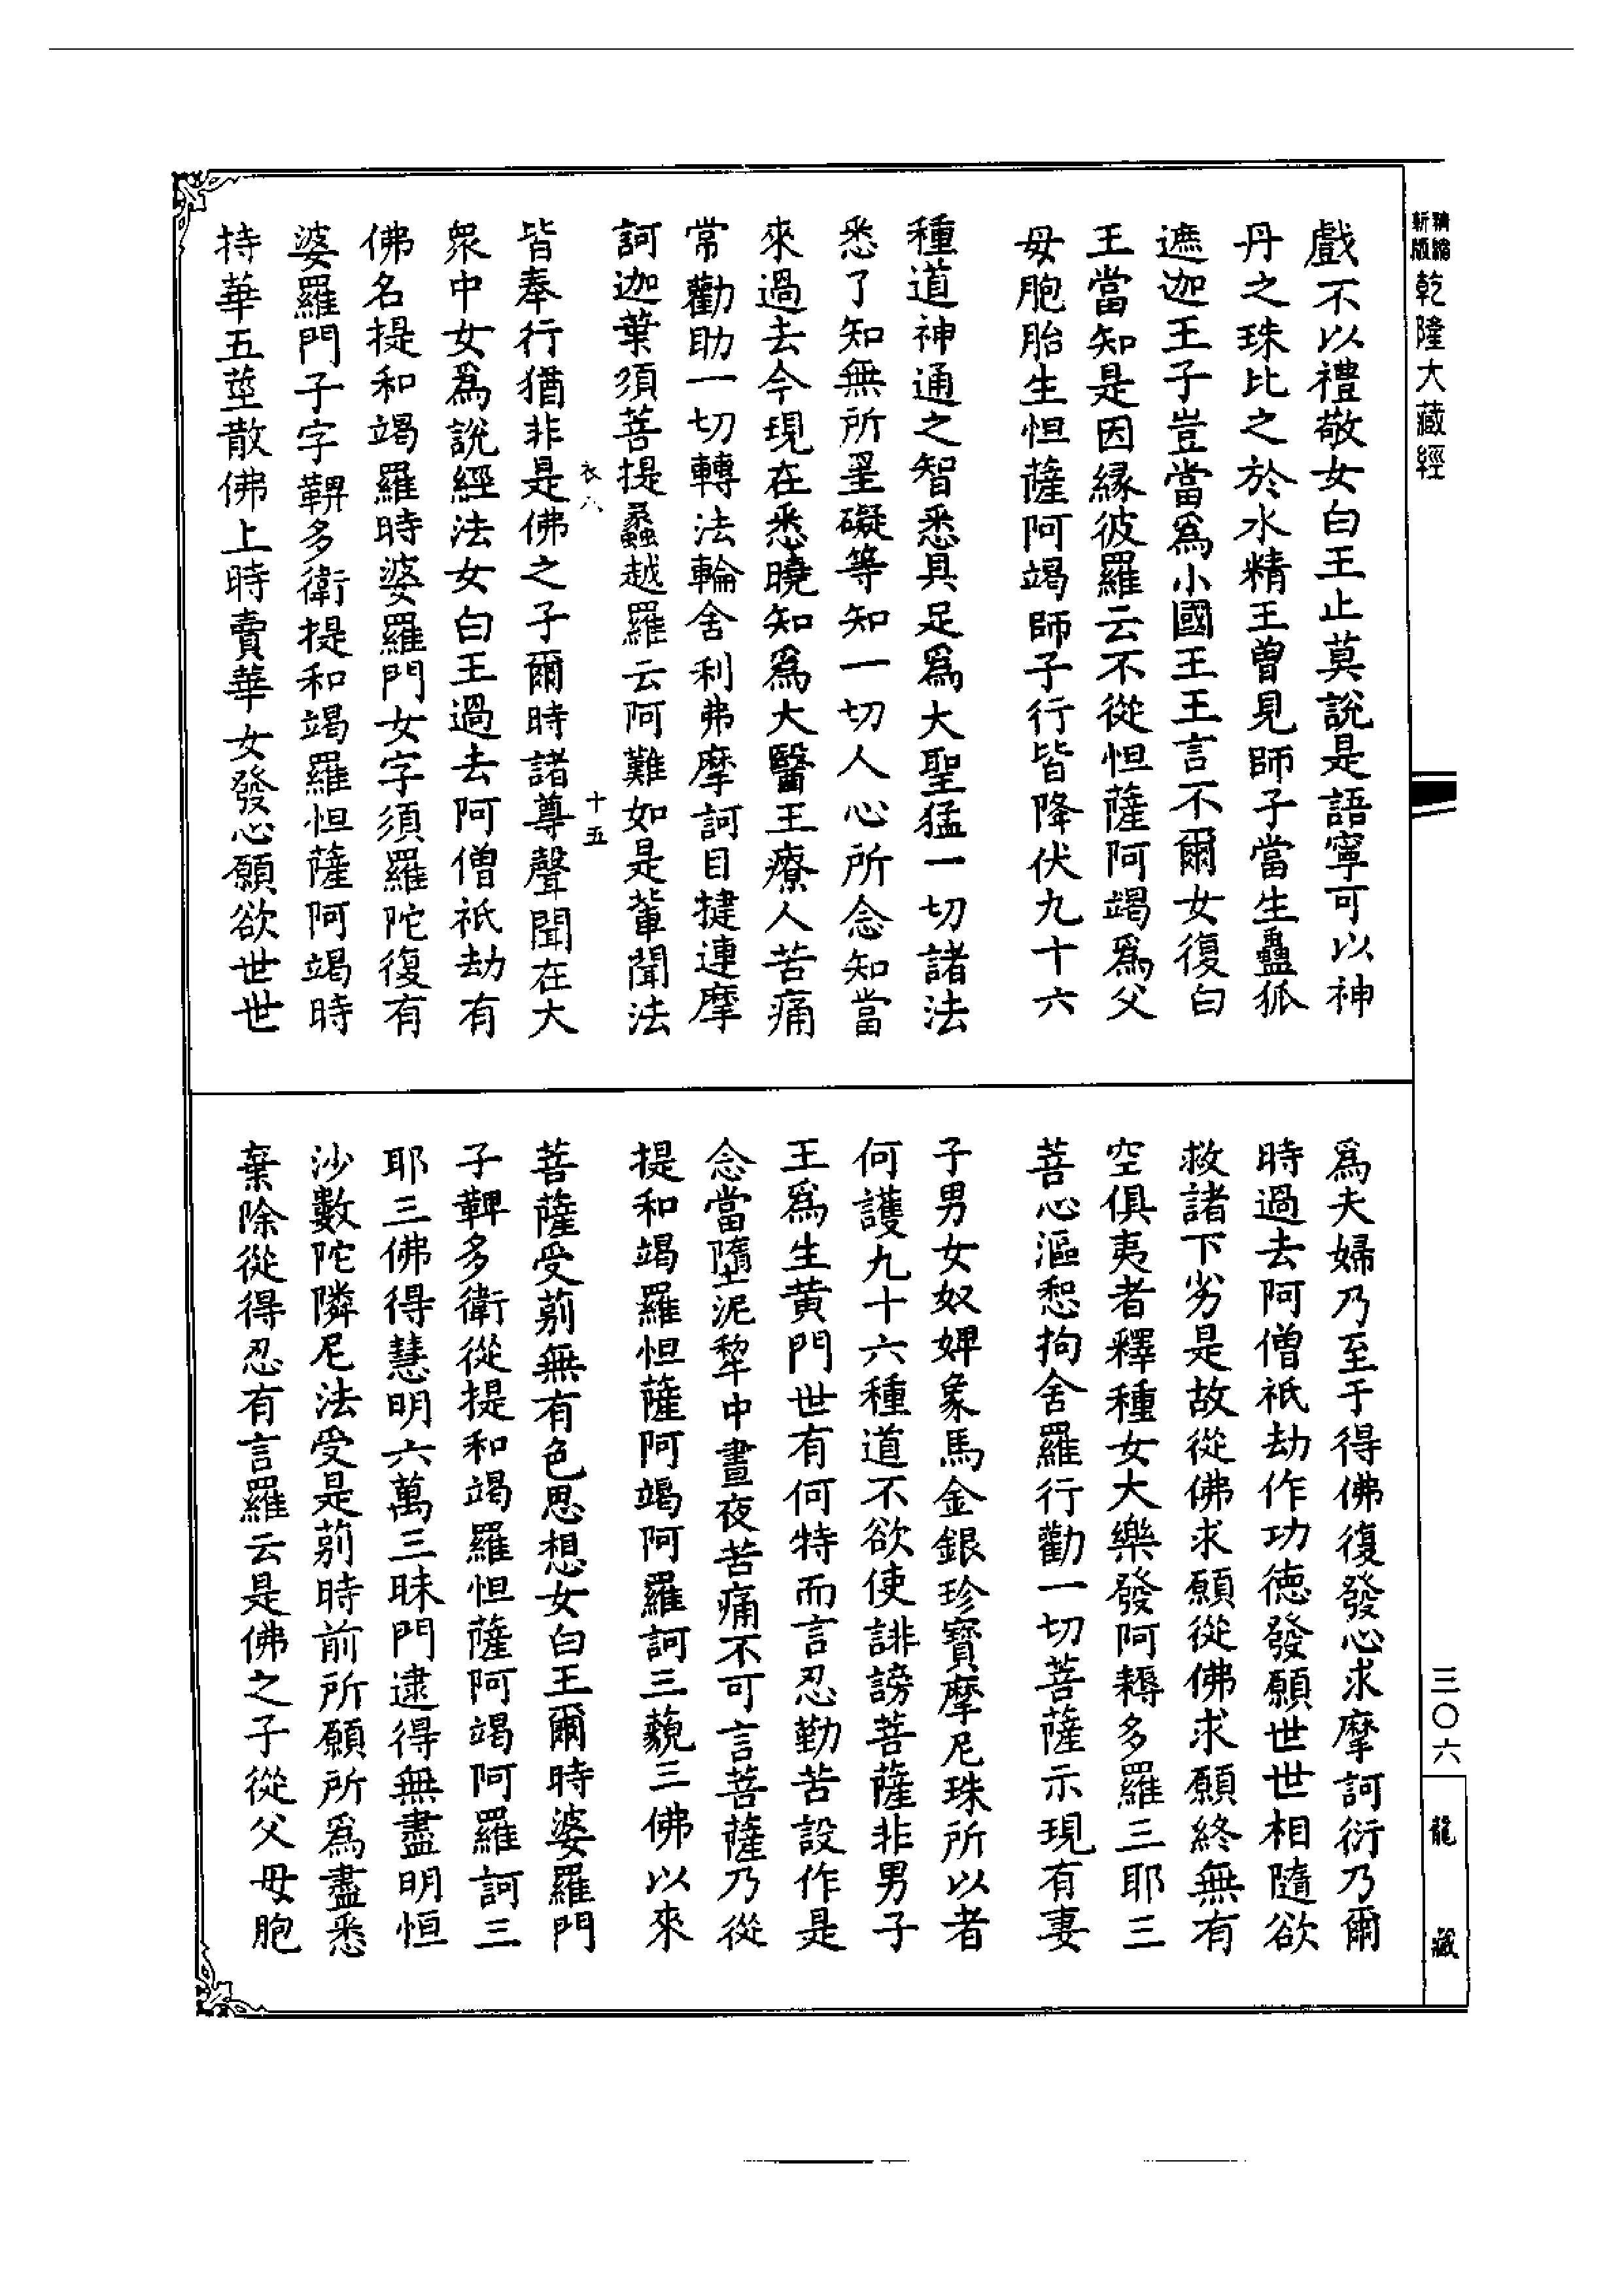 精縮
新版
乾隆大藏經
戲不以禮敬女白王止莫說是語寧可以神
丹之珠比之於水精王曾見師子當生蠱狐
遮迦王子豈當爲小國王王言不爾女復白
王當知是因緣彼羅云不從怛薩阿竭爲父
母胞胎生怛薩阿竭師子行皆降伏九十六
種道神通之智悉具足爲大聖猛一切諸法
悉了知無所罣礙等知一切人心所念知當
來過去今現在悉曉知爲大醫王療人苦痛
常勸助一切轉法輪舍利弗摩訶目揵連摩
訶迦葉須菩提蠡越羅云阿難如是輩聞法
衣八
十五
皆奉行猶非是佛之子爾時諸尊聲聞在大
衆中女爲說經法女白王過去阿僧祇劫有
佛名提和竭羅時婆羅門女字須羅陀復有
婆羅門子字鞞多衛提和竭羅怛薩阿竭時
持華五莖散佛上時賣華女發心願欲世世
爲夫婦乃至于得佛復發心求摩訶衍乃爾
時過去阿僧祇劫作功德發願世世相隨欲
救諸下劣是故從佛求願從佛求願終無有
空俱夷者釋種女大樂發阿耨多羅三耶三
菩心漚惒拘舍羅行勸一切菩薩示現有妻
子男女奴婢象馬金銀珍寶摩尼珠所以者
何護九十六種道不欲使誹謗菩薩非男子
王爲生黃門世有何特而言忍勤苦設作是
念當墮泥犂中晝夜苦痛不可言菩薩乃從
提和竭羅怛薩阿竭阿羅訶三藐三佛以來
菩薩受莂無有色思想女白王爾時婆羅門
子鞞多衛從提和竭羅怛薩阿竭阿羅訶三
耶三佛得慧明六萬三昧門逮得無盡明恒
沙數陀隣尼法受是莂時前所願所爲盡悉
棄除從得忍有言羅云是佛之子從父母胞
三〇六
龍藏